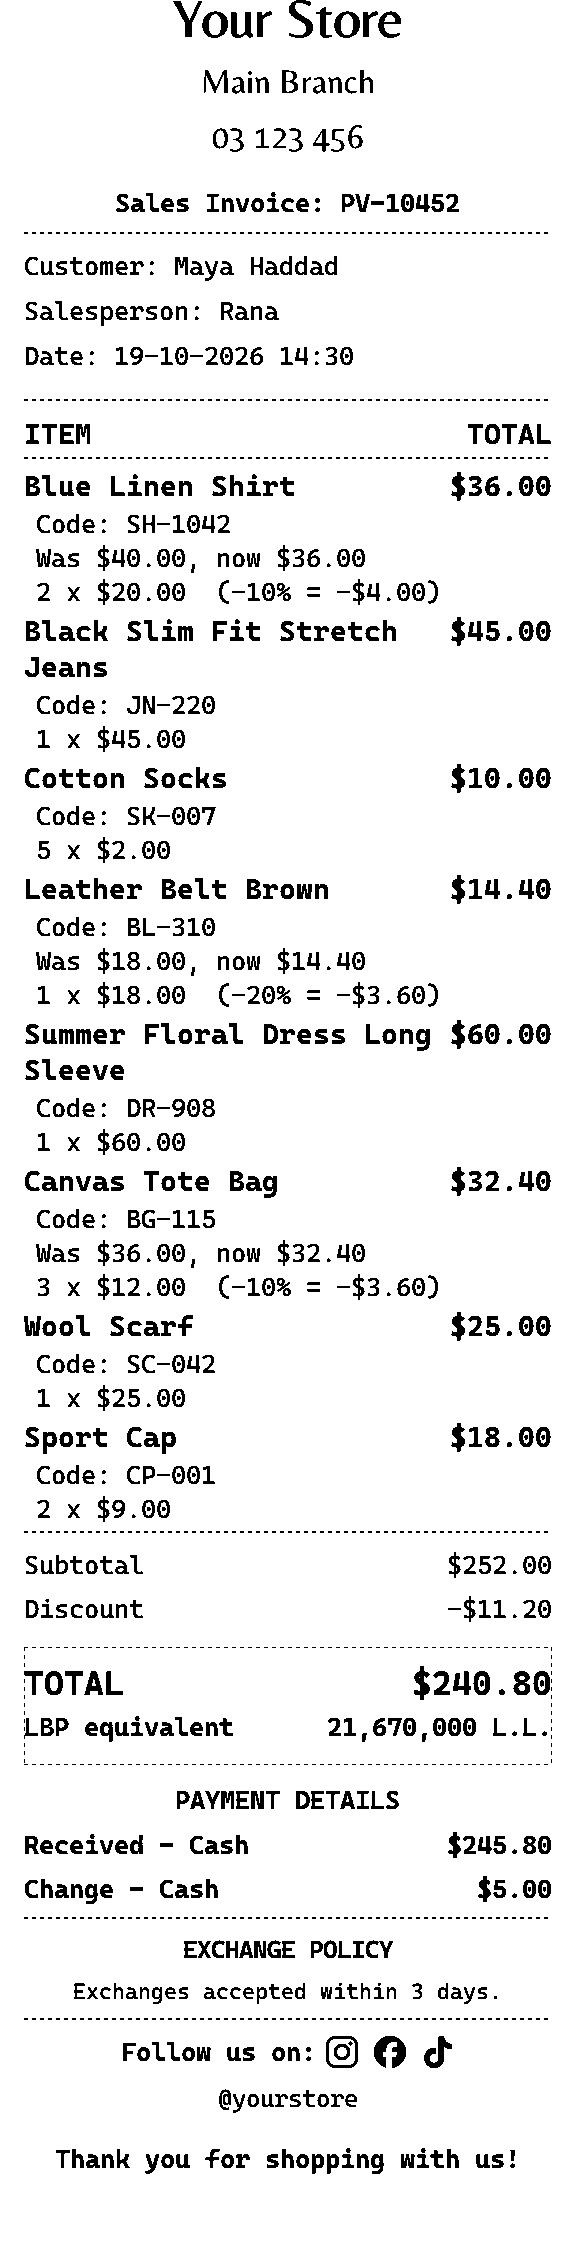 Your Store
Main Branch
03 123 456
Sales Invoice: PV-10452
Customer: Maya Haddad
Salesperson: Rana
Date: 19-10-2026 14:30
ITEM TOTAL
Blue Linen Shirt $36.00
Code: SH-1042
Was $40.00, now $36.00
2 x $20.00 (-10% = -$4.00)
Black Slim Fit Stretch $45.00
Jeans
Code: JN-220
1 x $45.00
Cotton Socks $10.00
Code: SK-007
5 x $2.00
Leather Belt Brown $14.40
Code: BL-310
Was $18.00, now $14.40
1 x $18.00 (-20% = -$3.60)
Summer Floral Dress Long $60.00
Sleeve
Code: DR-908
1 x $60.00
Canvas Tote Bag $32.40
Code: BG-115
Was $36.00, now $32.40
3 x $12.00 (-10% = -$3.60)
Wool Scarf $25.00
Code: SC-042
1 x $25.00
Sport Cap $18.00
Code: CP-001
2 x $9.00
Subtotal $252.00
Discount -$11.20
TOTAL $240.80
LBP equivalent 21,670,000 L.L.
PAYMENT DETAILS
Received - Cash $245.80
Change - Cash $5.00
EXCHANGE POLICY
Exchanges accepted within 3 days.
Follow us on:
@yourstore
Thank you for shopping with us!